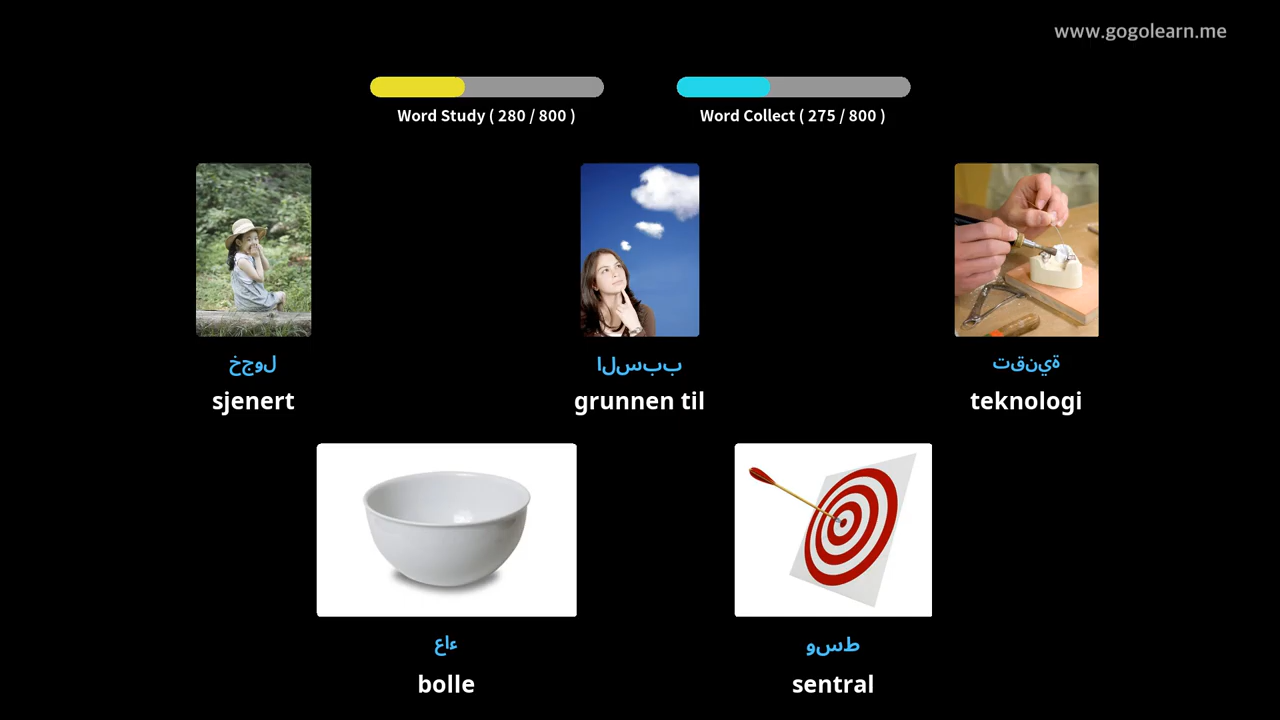 www.gogolearn.me
Word Study ( 280 / 800 )
Word Collect ( 275 / 800 )
خجول
السبب
تقنية
sjenert
grunnen til
teknologi
عاء
وسط
bolle
sentral